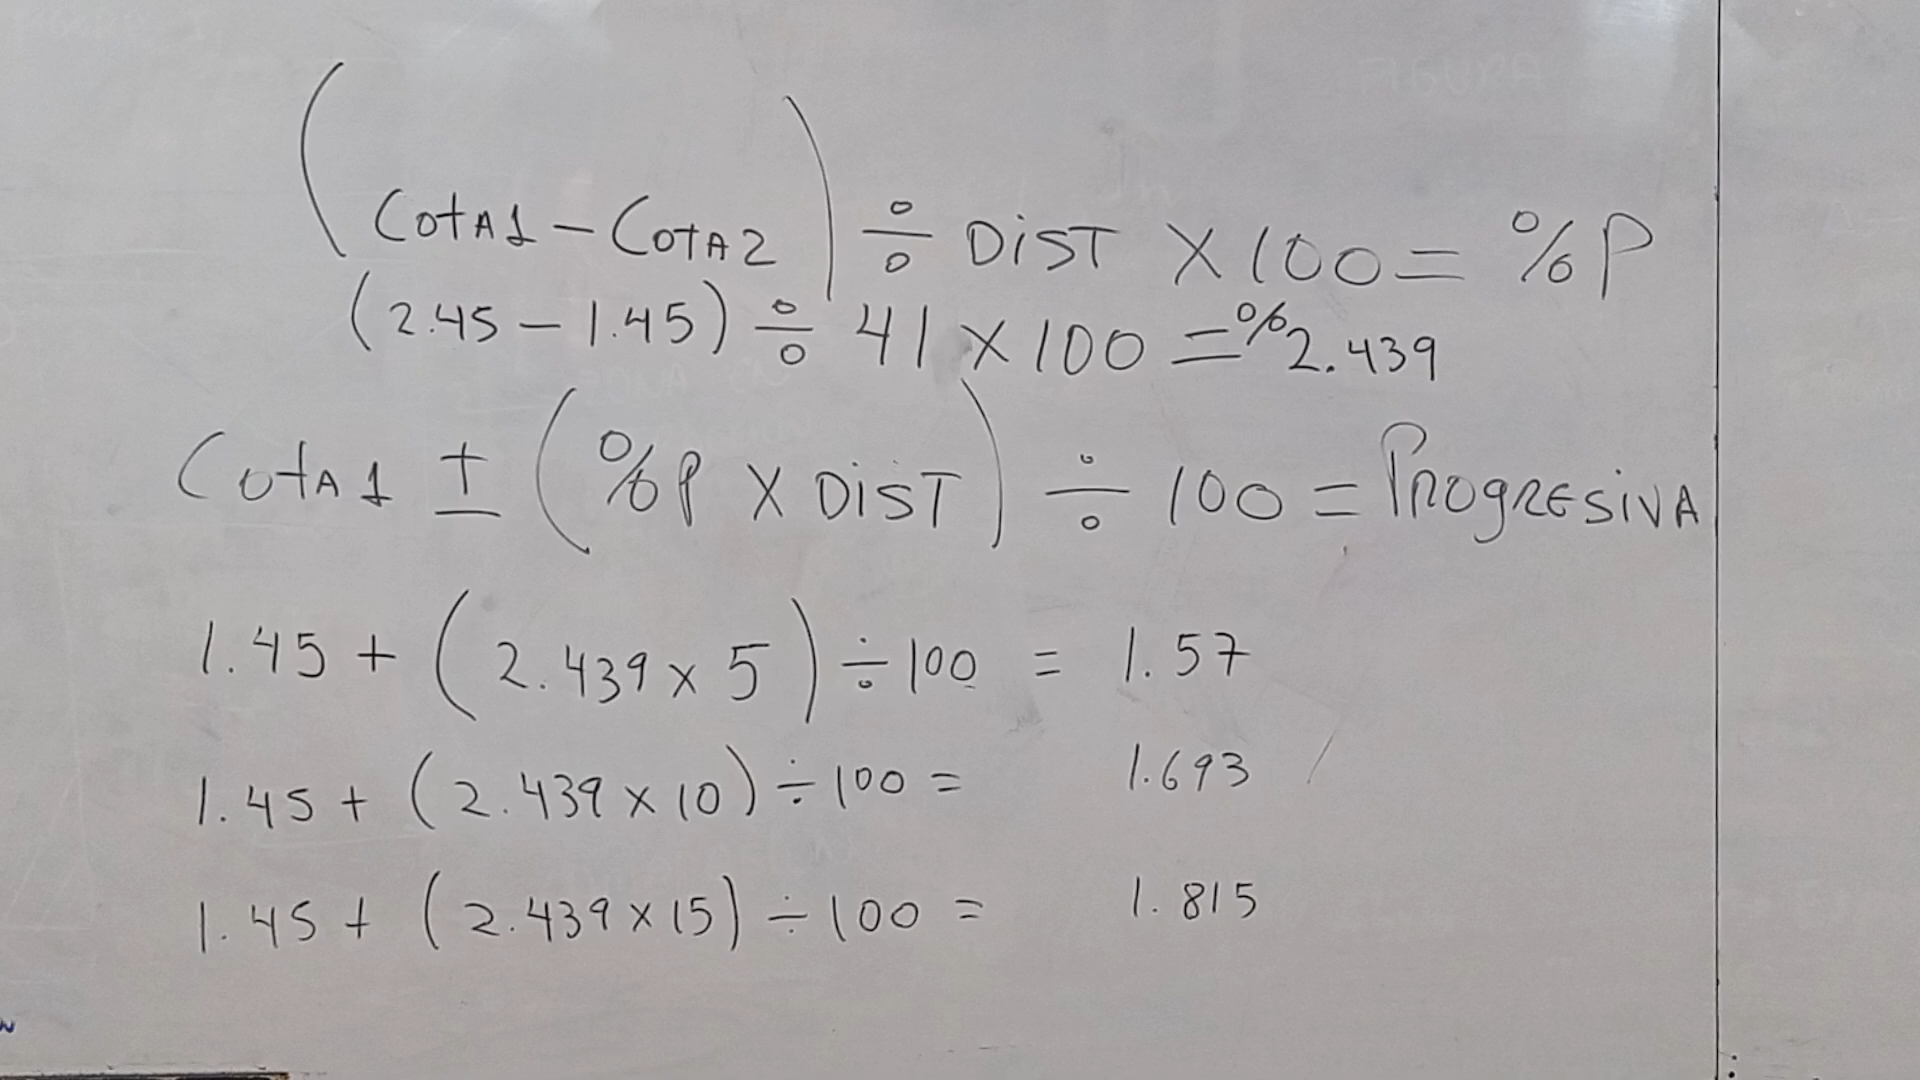 (COTA1 - COTA2) ÷ DIST X 100 = %P
(2.45 - 1.45) ÷ 41 X 100 = %2.439
COTA1 ± (%P X DIST) ÷ 100 = PROGRESIVA
1.45 + (2.439 x 5) ÷ 100 = 1.57
1.45 + (2.439 x 10) ÷ 100 = 1.693
1.45 + (2.439 x 15) ÷ 100 = 1.815